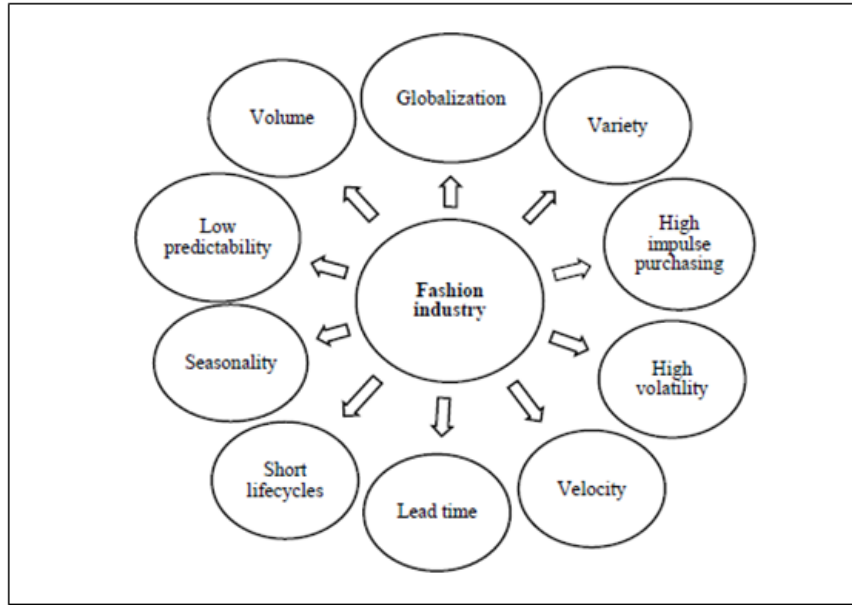 Globalization
Volume
Variety
Low
predictability
High
impulse
purchasing
Fashion
industry
Seasonality
High
volatility
Short
lifecycles
Lead time
Velocity